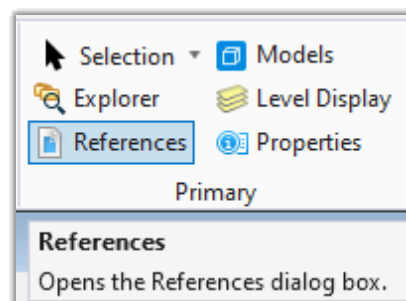 Selection Models
Explorer Level Display
References Properties
Primary
References
Opens the References dialog box.